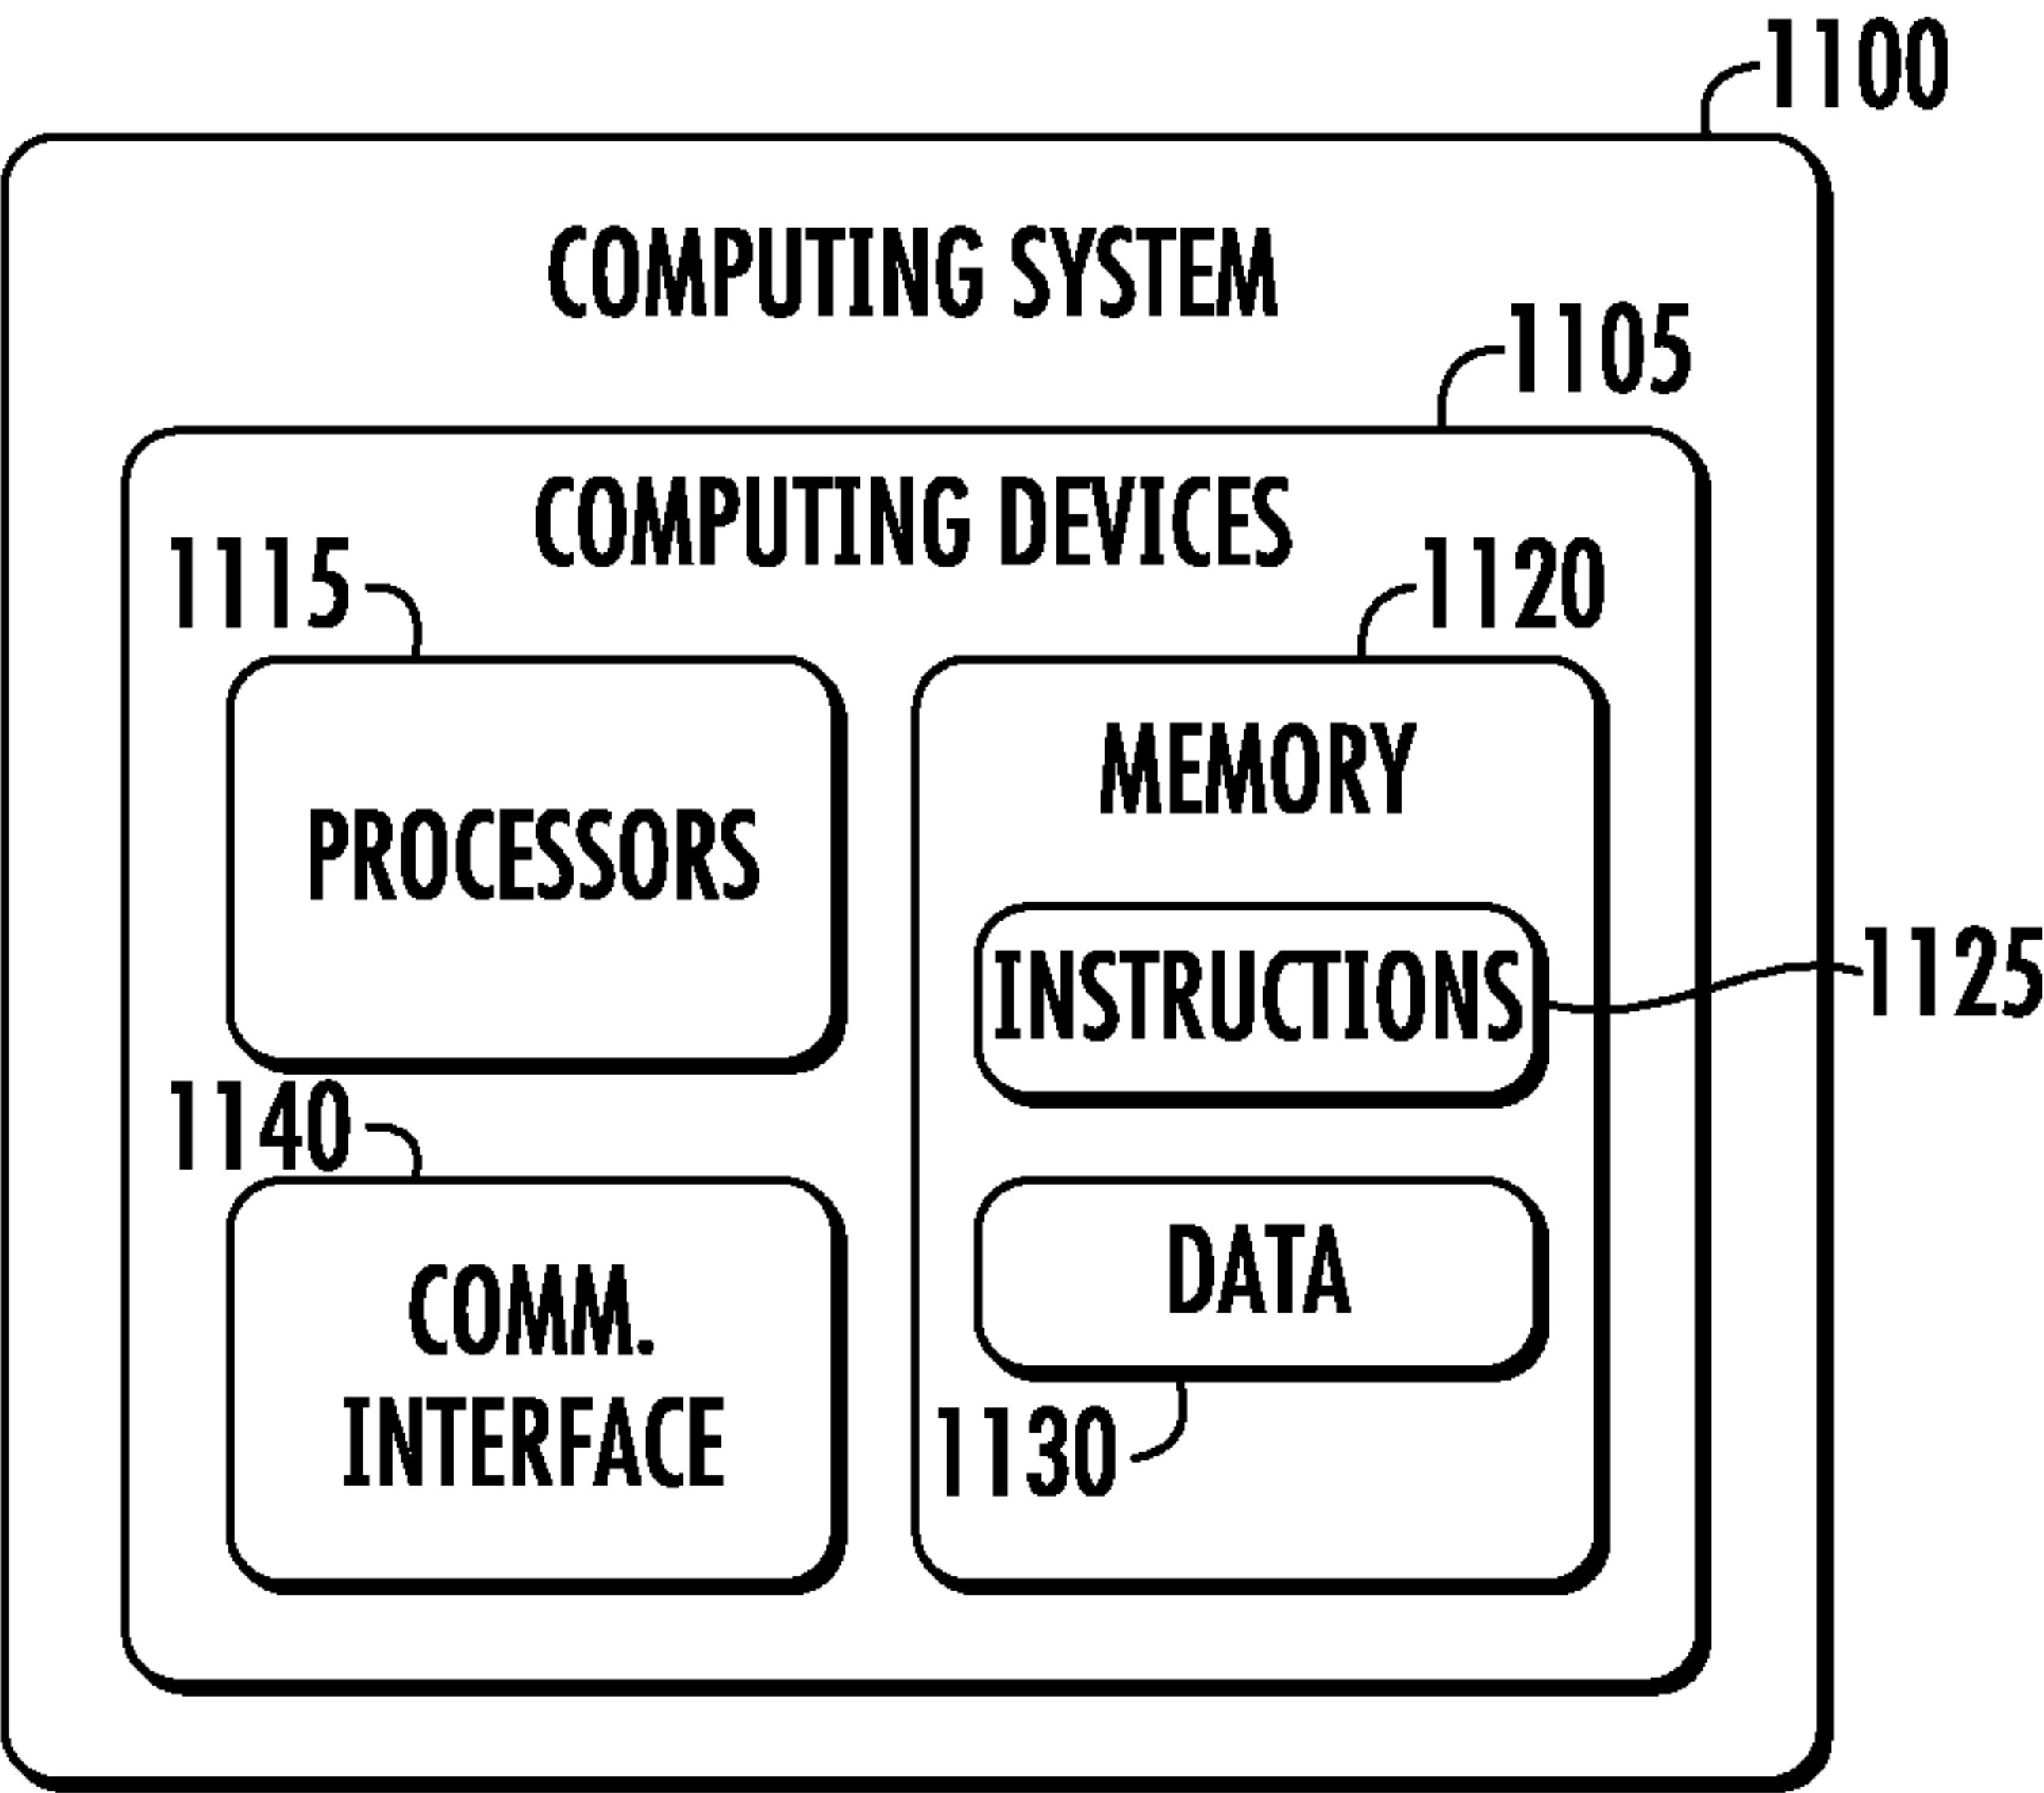 1100
COMPUTING SYSTEM
1105
COMPUTING DEVICES
1115
1120
PROCESSORS
MEMORY
INSTRUCTIONS
1125
1140
COMM.
INTERFACE
DATA
1130